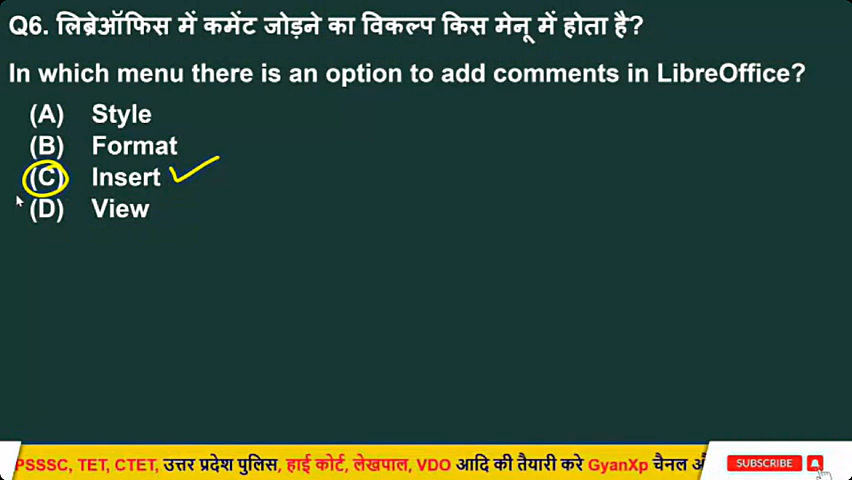 Q6. लिब्रेऑफिस में कमेंट जोड़ने का विकल्प किस मेनू में होता है?
In which menu there is an option to add comments in LibreOffice?
(A) Style
(B) Format
(C) Insert
(D) View
PSSSC, TET, CTET, उत्तर प्रदेश पुलिस, हाई कोर्ट, लेखपाल, VDO आदि की तैयारी करे GyanXp चैनल
SUBSCRIBE